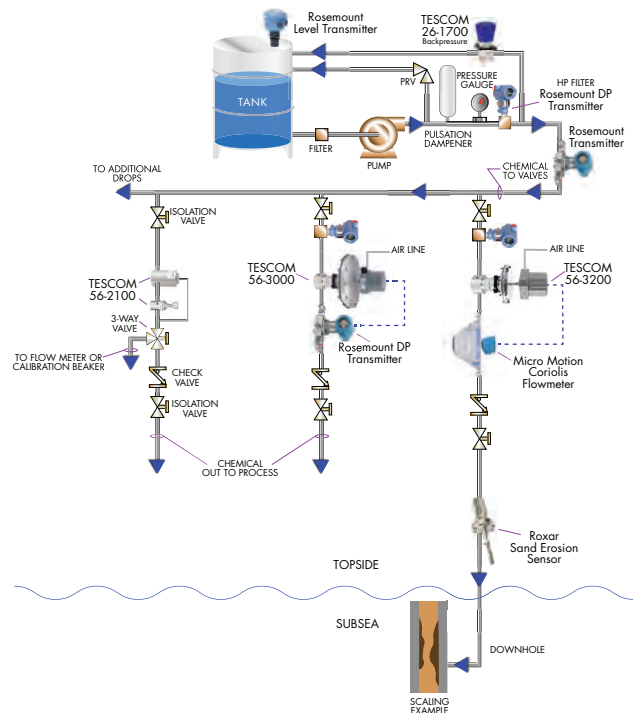 Rosemount
Level Transmitter
TESCOM
26-1700
Backpressure
PRV
PRESSURE
GAUGE
HP FILTER
Rosemount DP
Transmitter
TANK
FILTER
PUMP
PULSATION
DAMPENER
Rosemount
Transmitter
TO ADDITIONAL
DROPS
CHEMICAL
TO VALVES
ISOLATION
VALVE
AIR LINE
AIR LINE
TESCOM
56-2100
TESCOM
56-3000
TESCOM
56-3200
3-WAY
VALVE
TO FLOW METER OR
CALIBRATION BEAKER
Rosemount DP
Transmitter
Micro Motion
Coriolis
Flowmeter
CHECK
VALVE
ISOLATION
VALVE
CHEMICAL
OUT TO PROCESS
Roxar
Sand Erosion
Sensor
TOPSIDE
SUBSEA
DOWNHOLE
SCALING
EXAMPLE